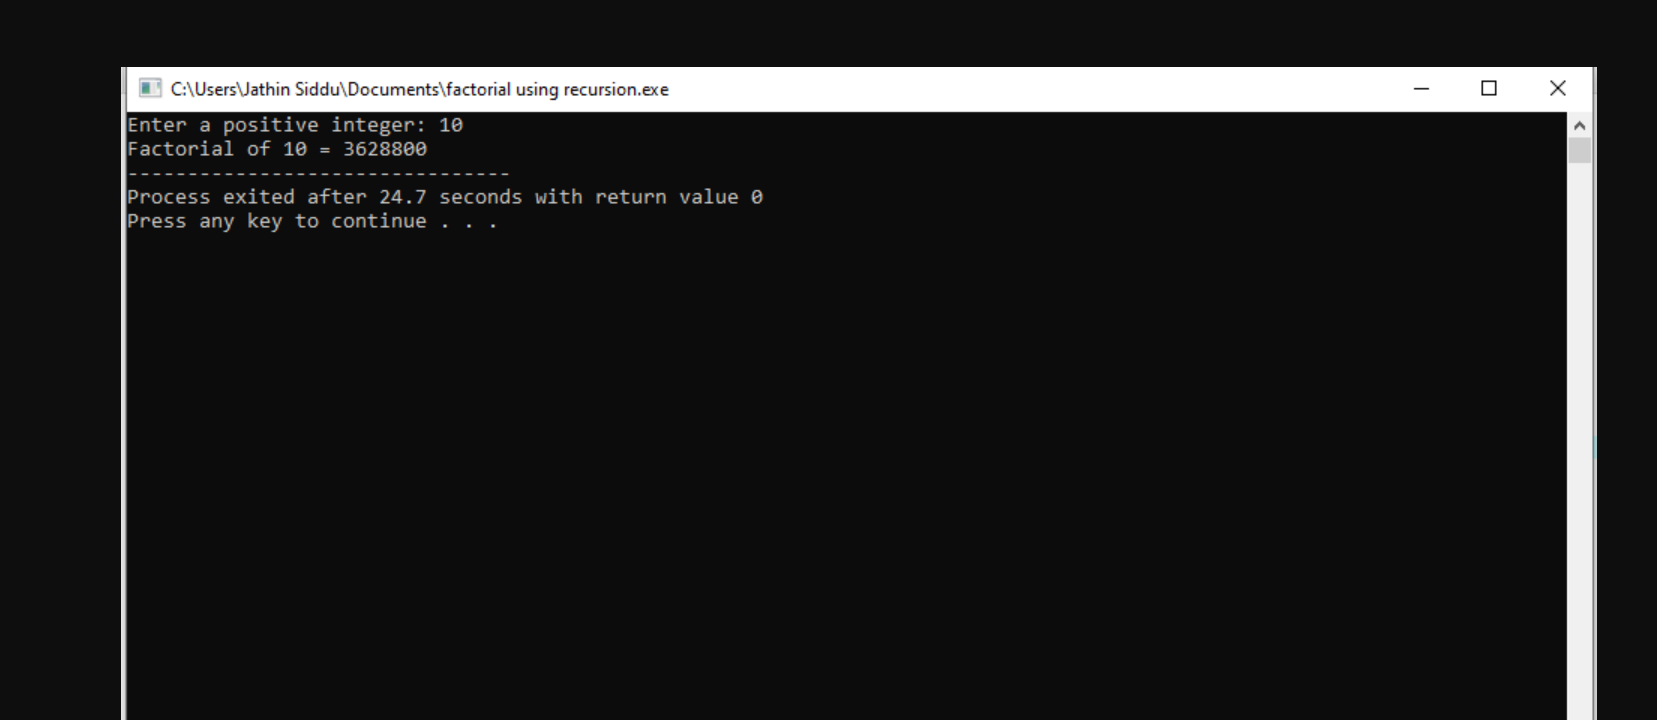 C:\Users\Jathin Siddu\Documents\factorial using recursion.exe
Enter a positive integer: 10
Factorial of 10 = 3628800
--------------------------------
Process exited after 24.7 seconds with return value 0
Press any key to continue . . .